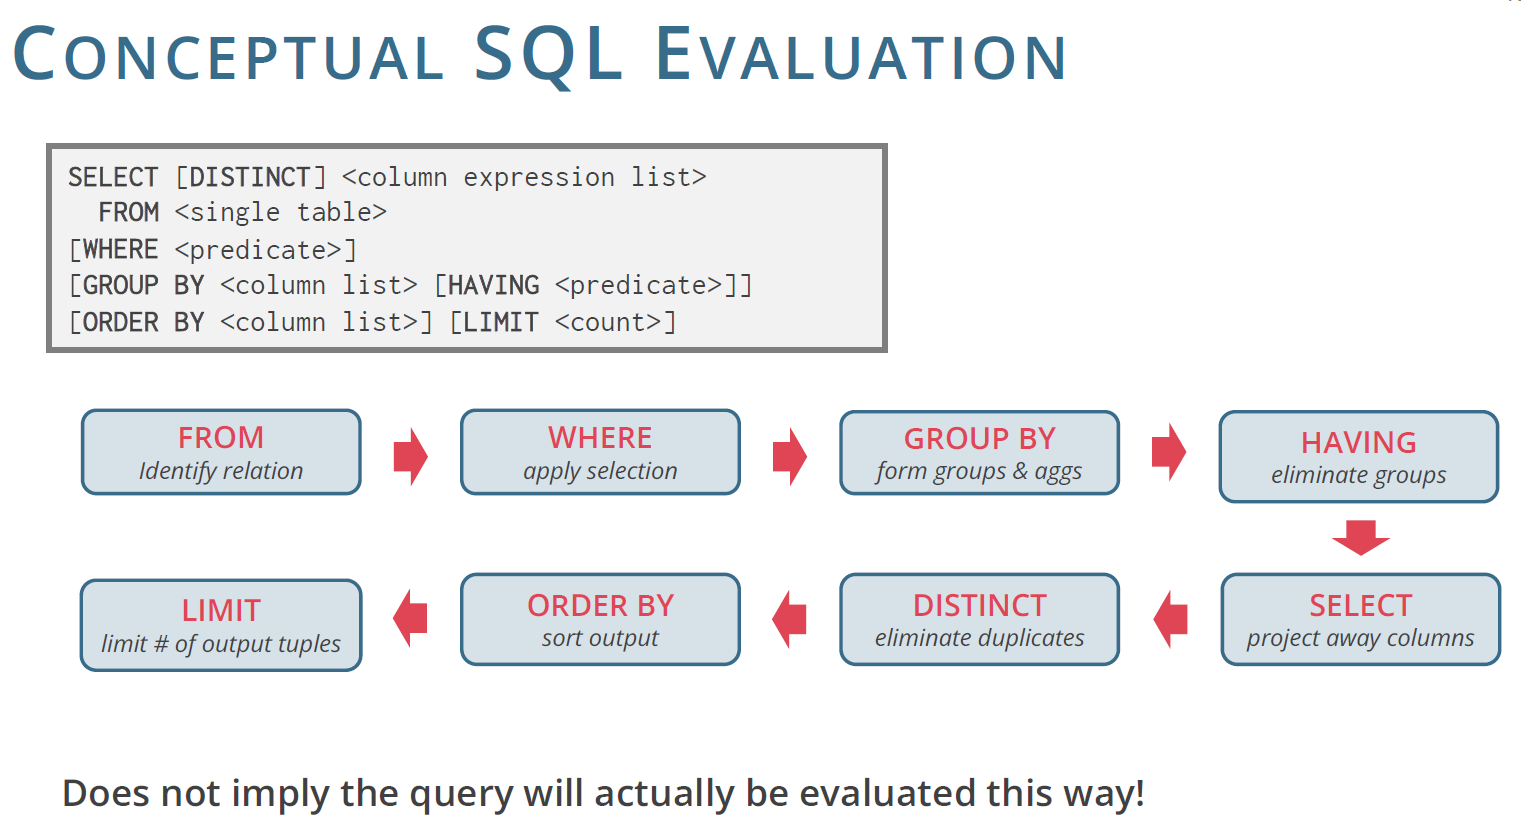 CONCEPTUAL SQL EVALUATION
SELECT [DISTINCT] <column expression list>
FROM <single table>
[WHERE <predicate>]
[GROUP BY <column list> [HAVING <predicate>]]
[ORDER BY <column list>] [LIMIT <count>]
FROM
Identify relation
WHERE
apply selection
GROUP BY
form groups & aggs
HAVING
eliminate groups
SELECT
project away columns
DISTINCT
eliminate duplicates
ORDER BY
sort output
LIMIT
limit # of output tuples
Does not imply the query will actually be evaluated this way!